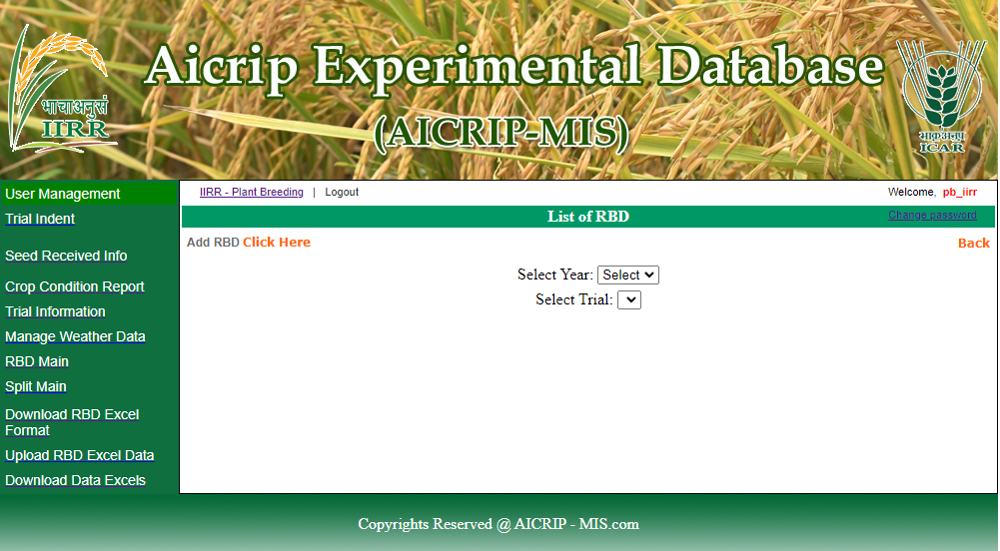 Aicrip Experimental Database
(AICRIP-MIS)
भाचाअनुसं
IIRR
भाकृअनुप
ICAR
User Management
Trial Indent
Seed Received Info
Crop Condition Report
Trial Information
Manage Weather Data
RBD Main
Split Main
Download RBD Excel
Format
Upload RBD Excel Data
Download Data Excels
IIRR - Plant Breeding | Logout
Welcome, pb_iirr
List of RBD
Change password
Add RBD Click Here
Back
Select Year: Select
Select Trial:
Copyrights Reserved @ AICRIP - MIS.com